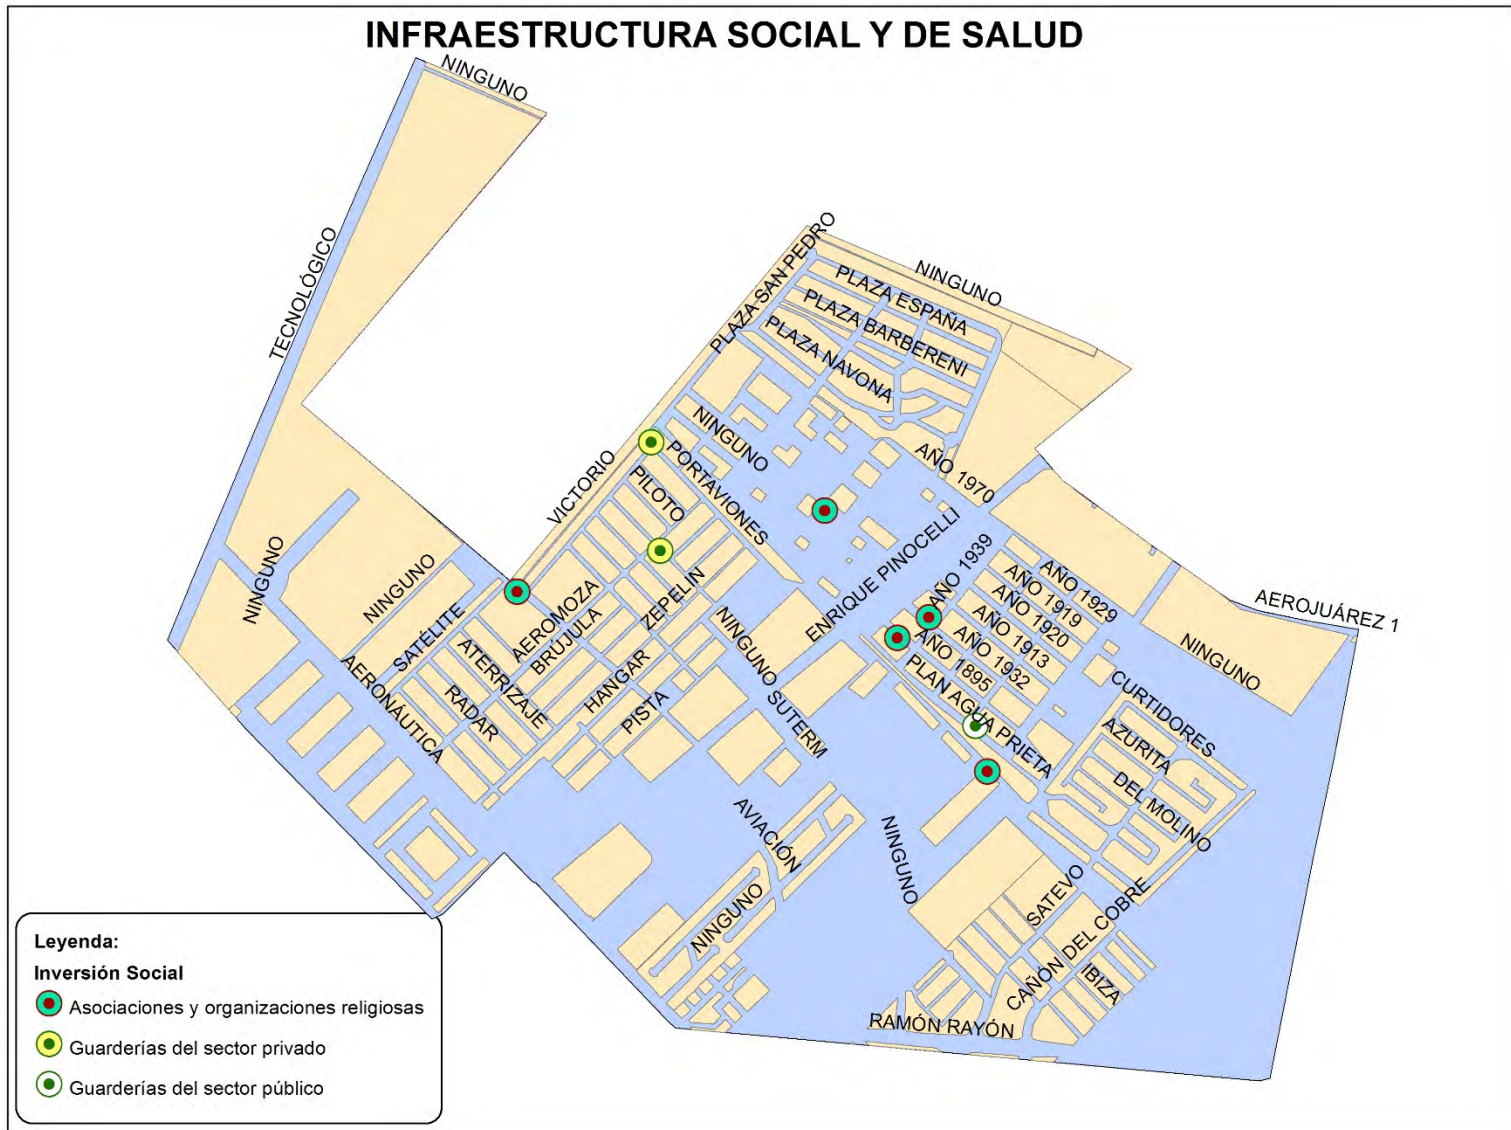 INFRAESTRUCTURA SOCIAL Y DE SALUD
NINGUNO
TECNOLÓGICO
PLAZA SAN PEDRO
NINGUNO
PLAZA ESPAÑA
PLAZA BARBERENI
PLAZA NAVONA
NINGUNO
VICTORIO
PORTAVIONES
PILOTO
AÑO 1970
ENRIQUE PINOCELLI
AÑO 1939
AÑO 1929
AÑO 1919
AÑO 1920
AÑO 1913
AÑO 1932
AÑO 1895
AEROJUÁREZ 1
NINGUNO
NINGUNO
NINGUNO
SATÉLITE
AEROMOZA
BRÚJULA
ZEPELIN
ATERRIZAJE
HANGAR
RADAR
PISTA
AERONÁUTICA
NINGUNO
SUTERM
PLAN AGUA PRIETA
CURTIDORES
AZURITA
DEL MOLINO
AVIACIÓN
NINGUNO
NINGUNO
SATEVO
CAÑÓN DEL COBRE
IBIZA
RAMÓN RAYÓN
Leyenda:
Inversión Social
Asociaciones y organizaciones religiosas
Guarderías del sector privado
Guarderías del sector público